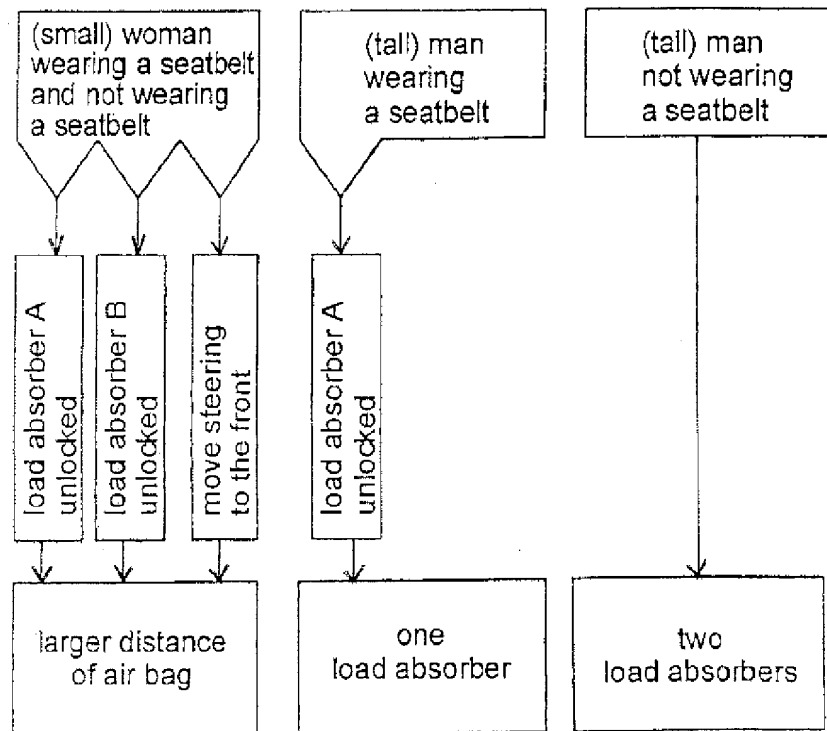 (small) woman
wearing a seatbelt
and not wearing
a seatbelt
(tall) man
wearing
a seatbelt
(tall) man
not wearing
a seatbelt
load absorber A
unlocked
load absorber B
unlocked
move steering
to the front
load absorber A
unlocked
larger distance
of air bag
one
load absorber
two
load absorbers